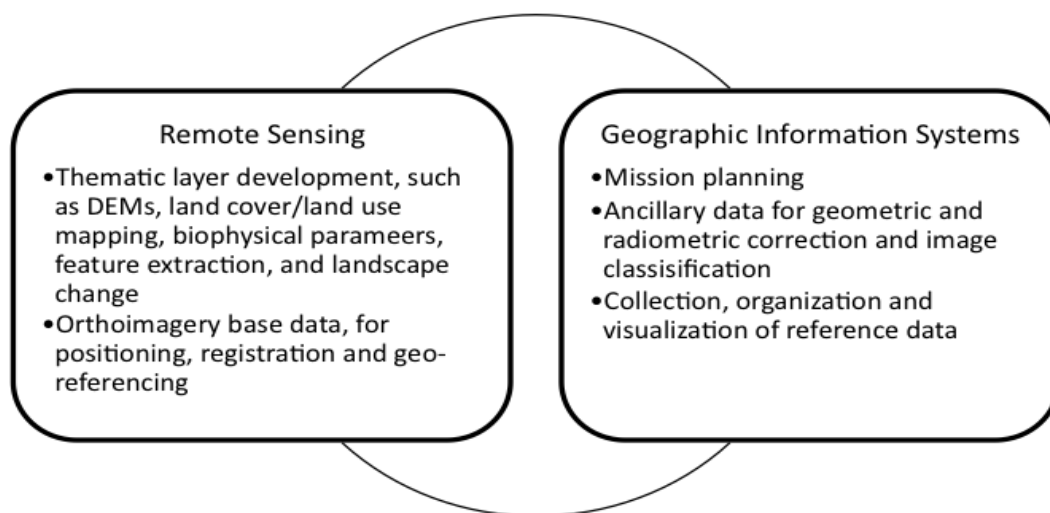 Remote Sensing
•Thematic layer development, such
as DEMs, land cover/land use
mapping, biophysical parameers,
feature extraction, and landscape
change
•Orthoimagery base data, for
positioning, registration and geo-
referencing
Geographic Information Systems
•Mission planning
•Ancillary data for geometric and
radiometric correction and image
classisification
•Collection, organization and
visualization of reference data